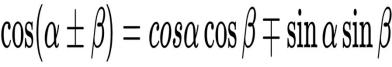 cos(α ± β) = cosα cos β ∓ sin α sin β